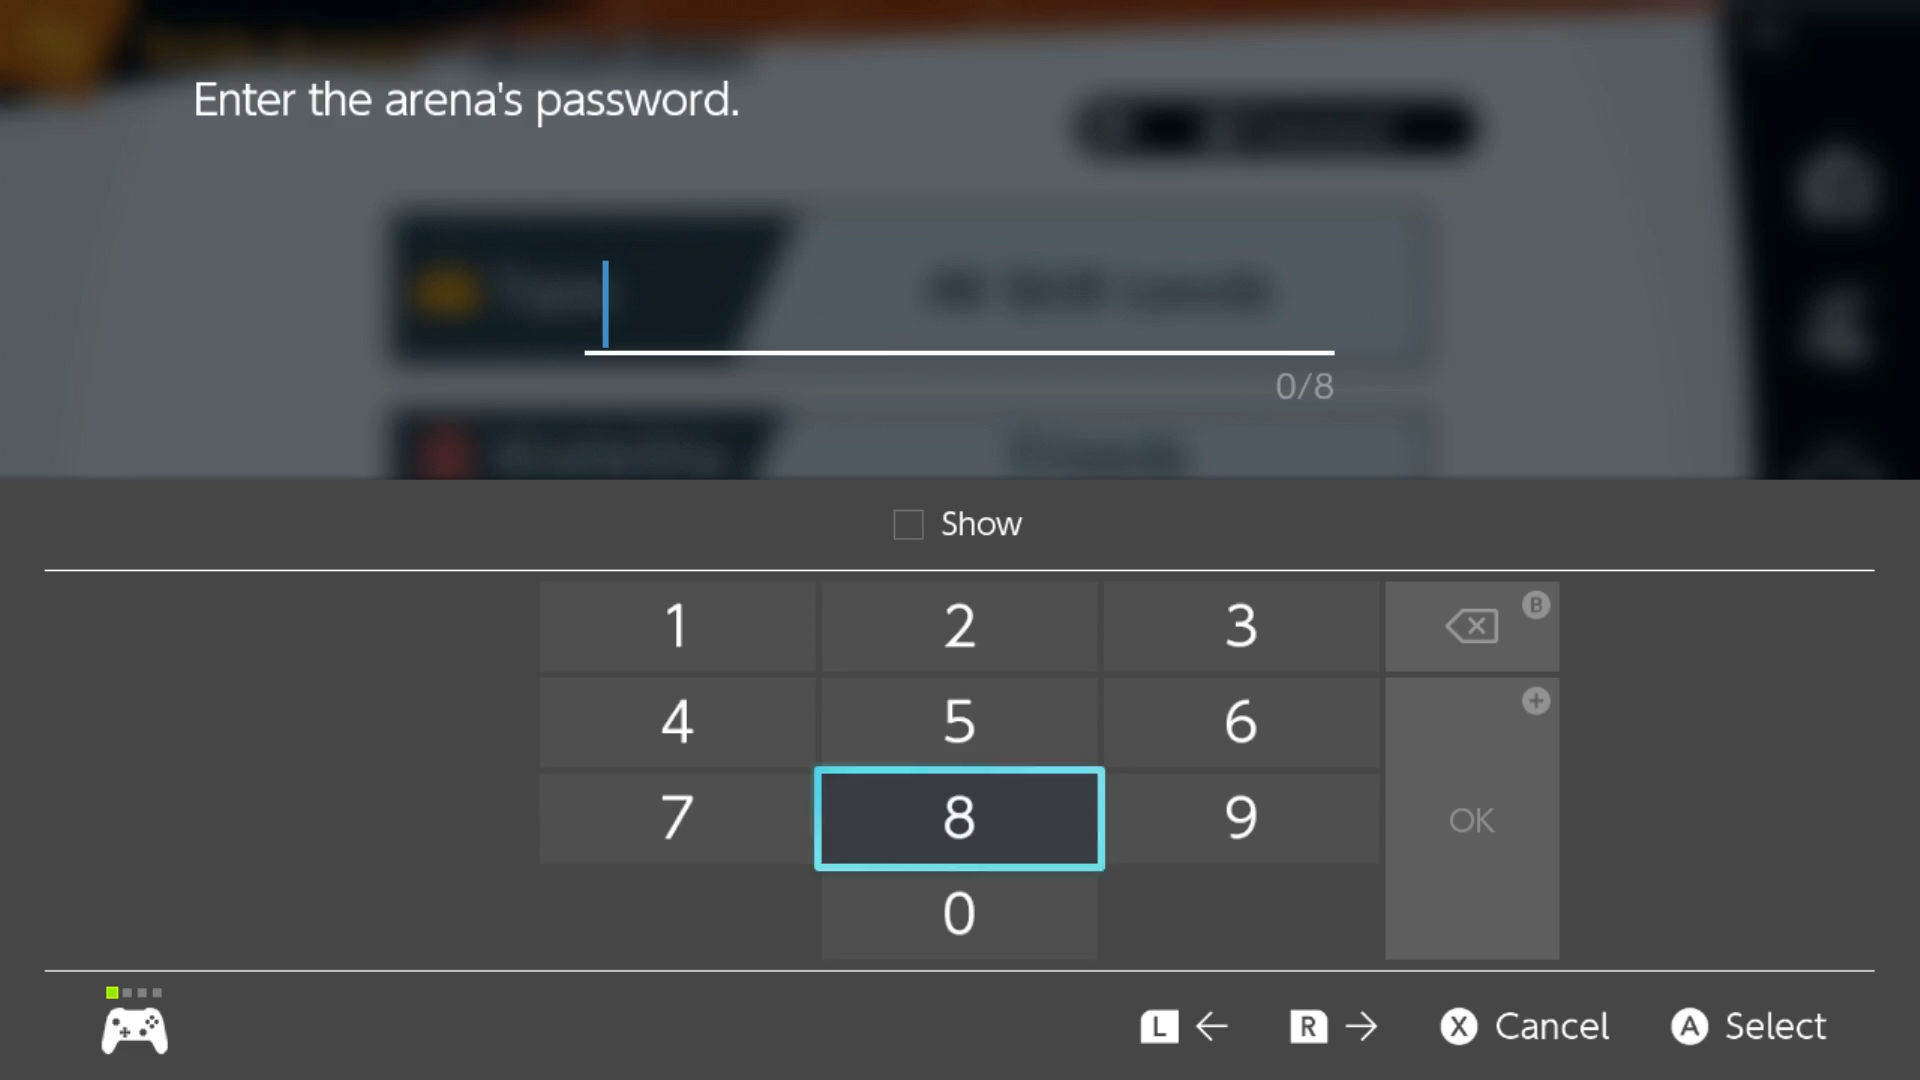 Enter the arena's password.
0/8
Show
1 2 3 B
4 5 6 +
7 8 9 OK
0
L ← R → X Cancel A Select